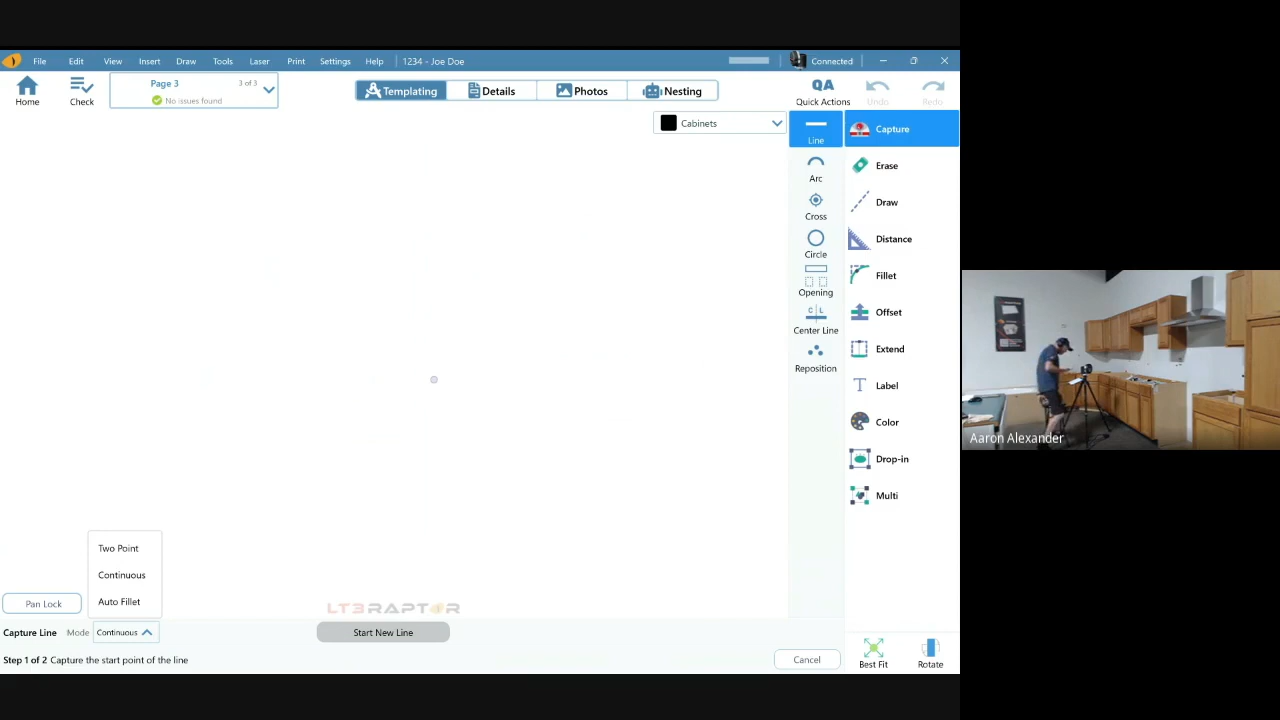 File Edit View Insert Draw Tools Laser Print Settings Help 1234 - Joe Doe Connected
Home
Check
Page 3 3 of 3
No issues found
Templating Details Photos Nesting
QA
Quick Actions
Undo
Redo
Cabinets
Line
Arc
Cross
Circle
Opening
C L
Center Line
Reposition
Capture
Erase
Draw
Distance
Fillet
Offset
Extend
T Label
Color
Drop-in
Multi
Aaron Alexander
Two Point
Continuous
Auto Fillet
Pan Lock
LT3RAPTOR
Capture Line Mode Continuous Start New Line
Step 1 of 2 Capture the start point of the line Cancel
Best Fit
Rotate